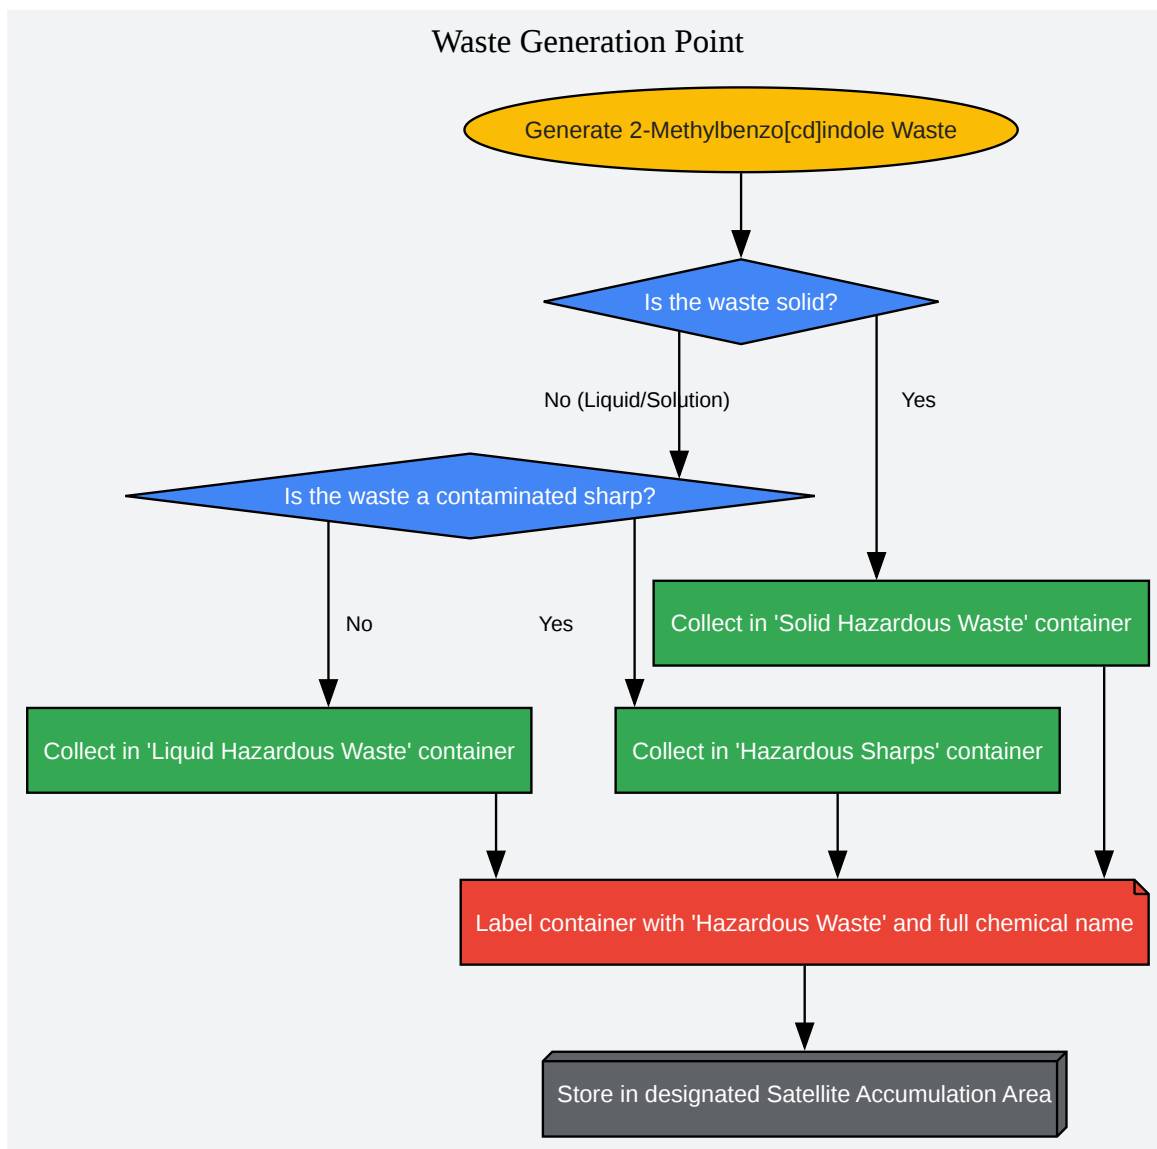 Waste Generation Point
Generate 2-Methylbenzo[cd]indole Waste
Is the waste solid?
No (Liquid/Solution)
Yes
Is the waste a contaminated sharp?
No
Yes
Collect in 'Solid Hazardous Waste' container
Collect in 'Liquid Hazardous Waste' container
Collect in 'Hazardous Sharps' container
Label container with 'Hazardous Waste' and full chemical name
Store in designated Satellite Accumulation Area